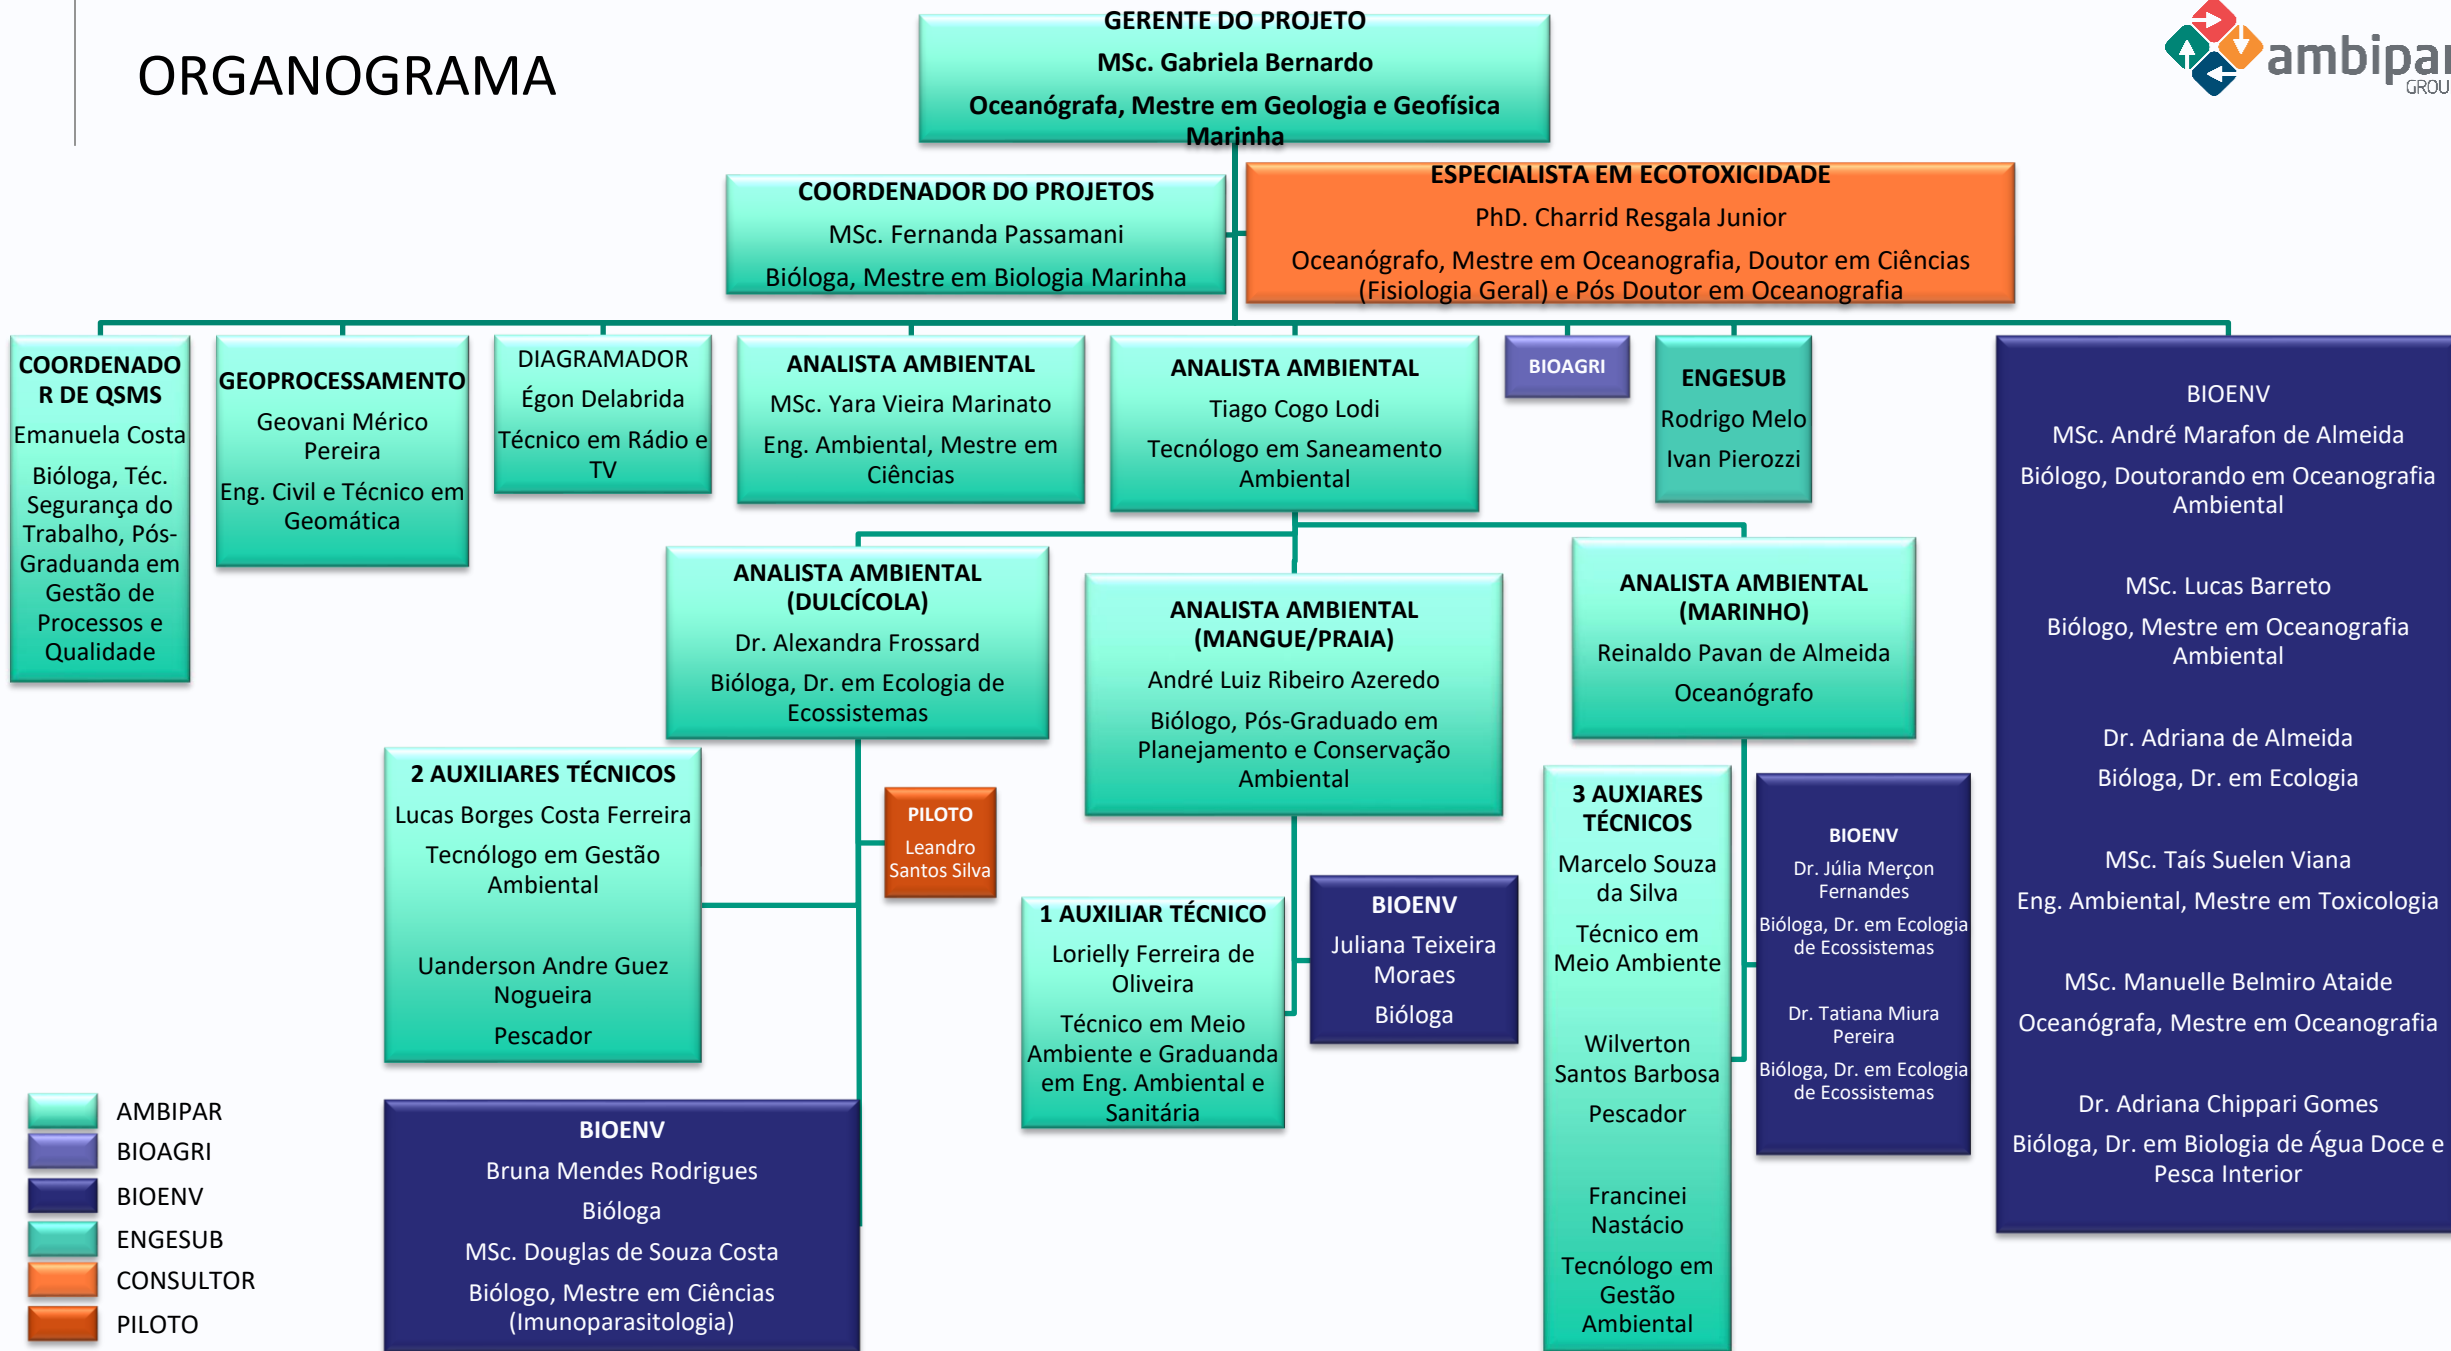 ORGANOGRAMA
GERENTE DO PROJETO
MSc. Gabriela Bernardo
Oceanógrafa, Mestre em Geologia e Geofísica
Marinha
ambipar
GROU
COORDENADOR DO PROJETOS
MSc. Fernanda Passamani
Bióloga, Mestre em Biologia Marinha
ESPECIALISTA EM ECOTOXICIDADE
PhD. Charrid Resgala Junior
Oceanógrafo, Mestre em Oceanografia, Doutor em Ciências
(Fisiologia Geral) e Pós Doutor em Oceanografia
COORDENADO
R DE QSMS
Emanuela Costa
Bióloga, Téc.
Segurança do
Trabalho, Pós-
Graduanda em
Gestão de
Processos e
Qualidade
GEOPROCESSAMENTO
Geovani Mérico
Pereira
Eng. Civil e Técnico em
Geomática
DIAGRAMADOR
Égon Delabrida
Técnico em Rádio e
TV
ANALISTA AMBIENTAL
MSc. Yara Vieira Marinato
Eng. Ambiental, Mestre em
Ciências
ANALISTA AMBIENTAL
Tiago Cogo Lodi
Tecnólogo em Saneamento
Ambiental
BIOAGRI
ENGESUB
Rodrigo Melo
Ivan Pierozzi
BIOENV
MSc. André Marafon de Almeida
Biólogo, Doutorando em Oceanografia
Ambiental
MSc. Lucas Barreto
Biólogo, Mestre em Oceanografia
Ambiental
Dr. Adriana de Almeida
Bióloga, Dr. em Ecologia
MSc. Taís Suelen Viana
Eng. Ambiental, Mestre em Toxicologia
MSc. Manuelle Belmiro Ataide
Oceanógrafa, Mestre em Oceanografia
Dr. Adriana Chippari Gomes
Bióloga, Dr. em Biologia de Água Doce e
Pesca Interior
ANALISTA AMBIENTAL
(DULCÍCOLA)
Dr. Alexandra Frossard
Bióloga, Dr. em Ecologia de
Ecossistemas
ANALISTA AMBIENTAL
(MANGUE/PRAIA)
André Luiz Ribeiro Azeredo
Biólogo, Pós-Graduado em
Planejamento e Conservação
Ambiental
ANALISTA AMBIENTAL
(MARINHO)
Reinaldo Pavan de Almeida
Oceanógrafo
2 AUXILIARES TÉCNICOS
Lucas Borges Costa Ferreira
Tecnólogo em Gestão
Ambiental
Uanderson Andre Guez
Nogueira
Pescador
PILOTO
Leandro
Santos Silva
BIOENV
Bruna Mendes Rodrigues
Bióloga
MSc. Douglas de Souza Costa
Biólogo, Mestre em Ciências
(Imunoparasitologia)
1 AUXILIAR TÉCNICO
Lorielly Ferreira de
Oliveira
Técnico em Meio
Ambiente e Graduanda
em Eng. Ambiental e
Sanitária
BIOENV
Juliana Teixeira
Moraes
Bióloga
3 AUXIARES
TÉCNICOS
Marcelo Souza
da Silva
Técnico em
Meio Ambiente
Wilverton
Santos Barbosa
Pescador
Francinei
Nastácio
Tecnólogo em
Gestão
Ambiental
BIOENV
Dr. Júlia Merçon
Fernandes
Bióloga, Dr. em Ecologia
de Ecossistemas
Dr. Tatiana Miura
Pereira
Bióloga, Dr. em Ecologia
de Ecossistemas
AMBIPAR
BIOAGRI
BIOENV
ENGESUB
CONSULTOR
PILOTO